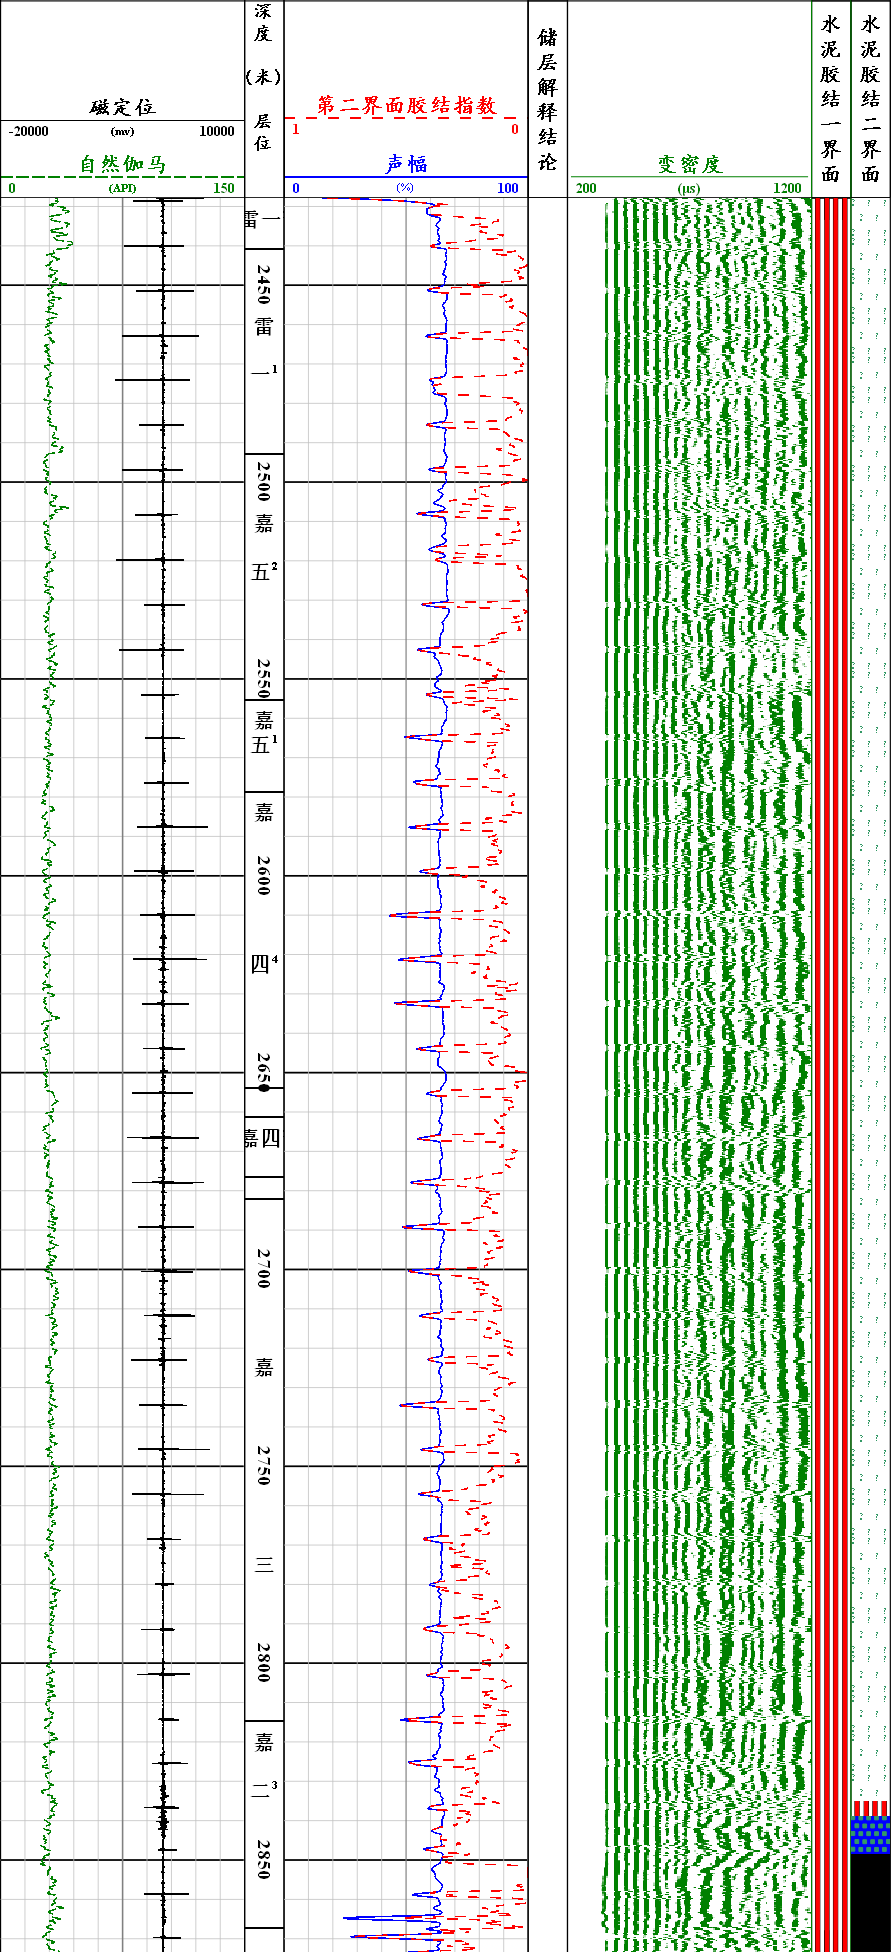 深度 (米) 层位
磁定位
-20000 (mv) 10000
自然伽马
0 (API) 150
第二界面胶结指数
1 0
声幅
0 (%) 100
储层解释结论
变密度
200 (μs) 1200
水泥胶结一界面
水泥胶结二界面
雷一
2450
雷
一¹
2500
嘉
五²
2550
嘉
五¹
嘉
2600
四⁴
2650
嘉四
2700
嘉
2750
三
2800
嘉
二³
2850